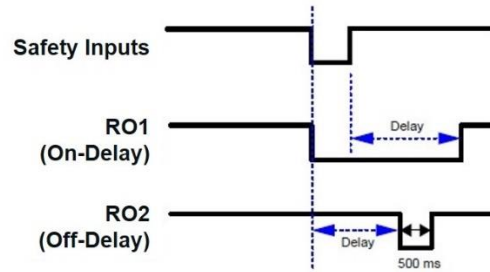 Safety Inputs
RO1
(On-Delay)
Delay
RO2
(Off-Delay)
Delay
500 ms